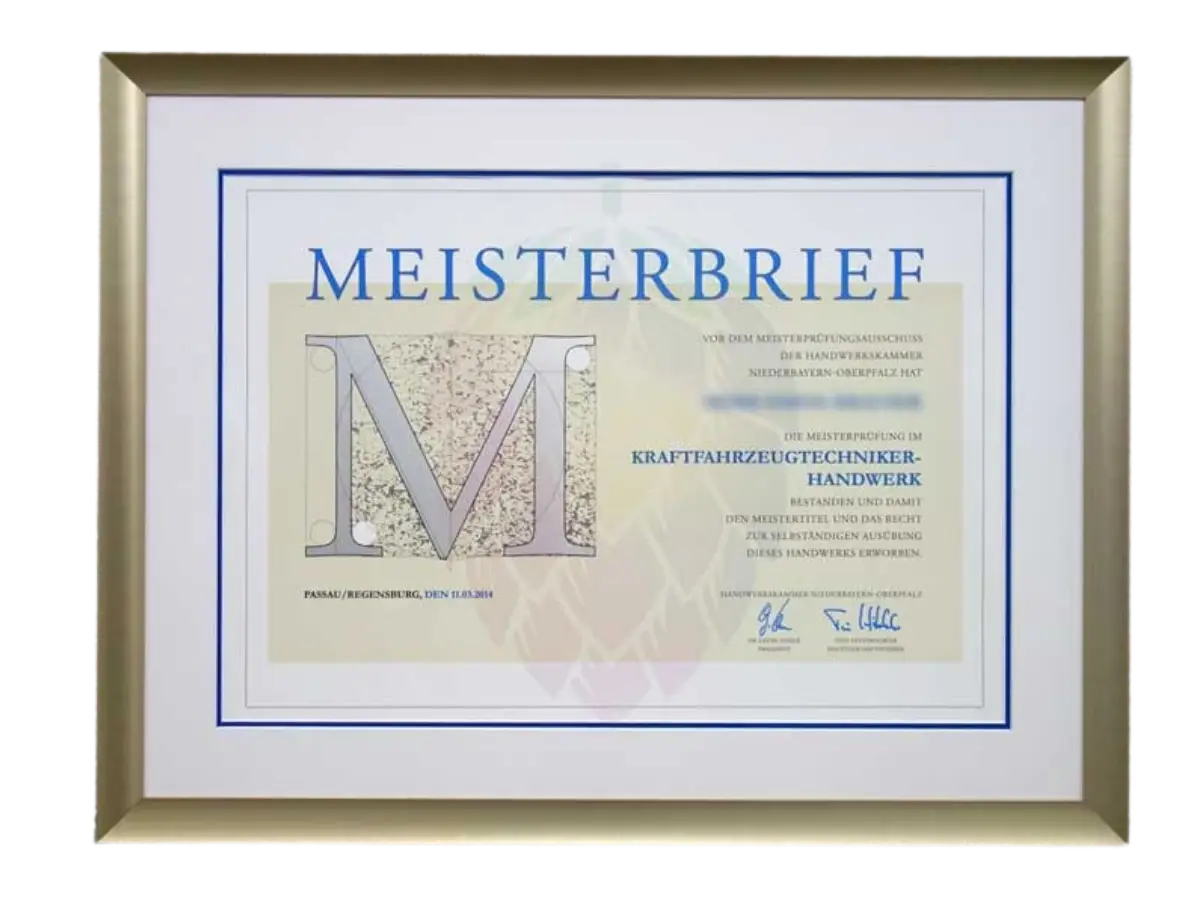 MEISTERBRIEF
M
VOR DEM MEISTERPRÜFUNGSAUSSCHUSS
DER HANDWERKSKAMMER
NIEDERBAYERN-OBERPFALZ HAT
DIE MEISTERPRÜFUNG IM
KRAFTFAHRZEUGTECHNIKER-
HANDWERK
BESTANDEN UND DAMIT
DEN MEISTERTITEL UND DAS RECHT
ZUR SELBSTÄNDIGEN AUSÜBUNG
DIESES HANDWERKS ERWORBEN.
PASSAU/REGENSBURG, DEN 11.03.2014
HANDWERKSKAMMER NIEDERBAYERN-OBERPFALZ
PRÄSIDENT